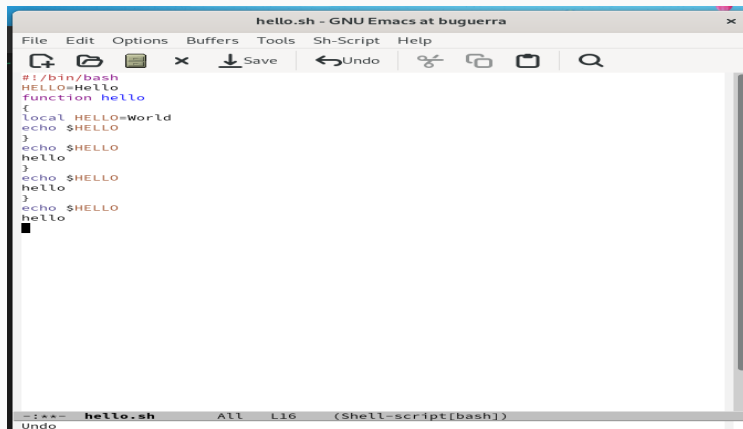 hello.sh - GNU Emacs at buguerra
File Edit Options Buffers Tools Sh-Script Help
Save Undo
#!/bin/bash
HELLO=Hello
function hello
{
local HELLO=World
echo $HELLO
}
echo $HELLO
hello
}
echo $HELLO
hello
}
echo $HELLO
hello
-:**- hello.sh All L16 (Shell-script[bash])
Undo